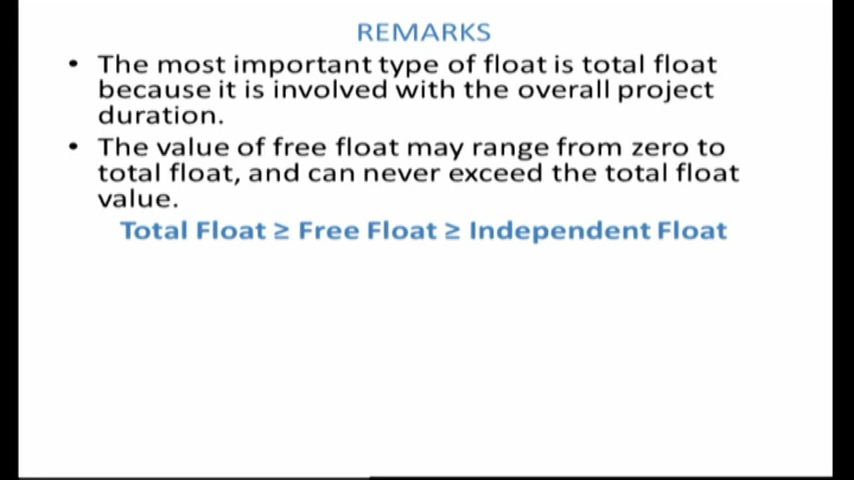 REMARKS
• The most important type of float is total float
because it is involved with the overall project
duration.
• The value of free float may range from zero to
total float, and can never exceed the total float
value.
Total Float ≥ Free Float ≥ Independent Float